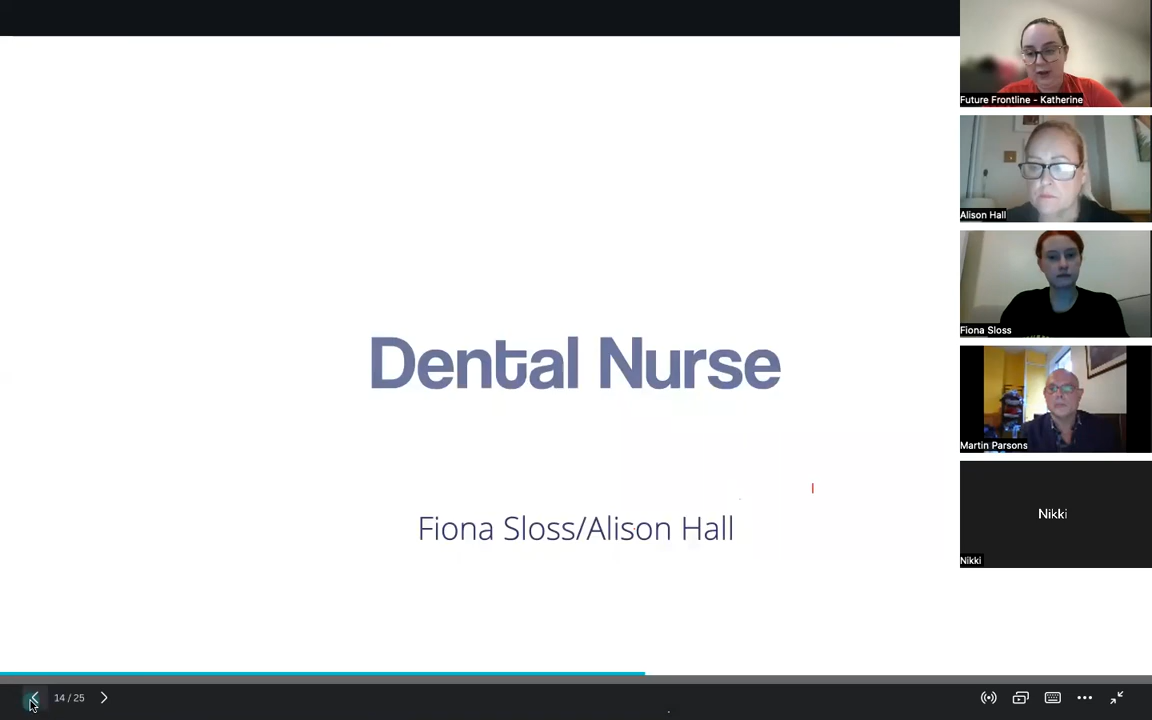 Dental Nurse
Fiona Sloss/Alison Hall
Future Frontline - Katherine
Alison Hall
Fiona Sloss
Martin Parsons
Nikki
Nikki
14 / 25